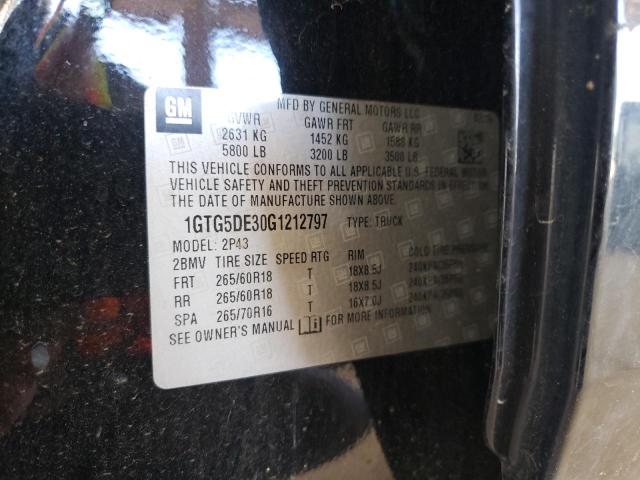 GM
MFD BY GENERAL MOTORS LLC
GVWR GAWR FRT GAWR RR
2631 KG 1452 KG 1588 KG
5800 LB 3200 LB 3500 LB
THIS VEHICLE CONFORMS TO ALL APPLICABLE U.S. FEDERAL MOTOR
VEHICLE SAFETY AND THEFT PREVENTION STANDARDS IN EFFECT ON
THE DATE OF MANUFACTURE SHOWN ABOVE.
1GTG5DE30G1212797 TYPE: TRUCK
MODEL: 2P43
2BMV TIRE SIZE SPEED RTG RIM COLD TIRE PRESSURE
FRT 265/60R18 T 18X8.5J
RR 265/60R18 T 18X8.5J
SPA 265/70R16 T 16X7.0J
SEE OWNER'S MANUAL FOR MORE INFORMATION